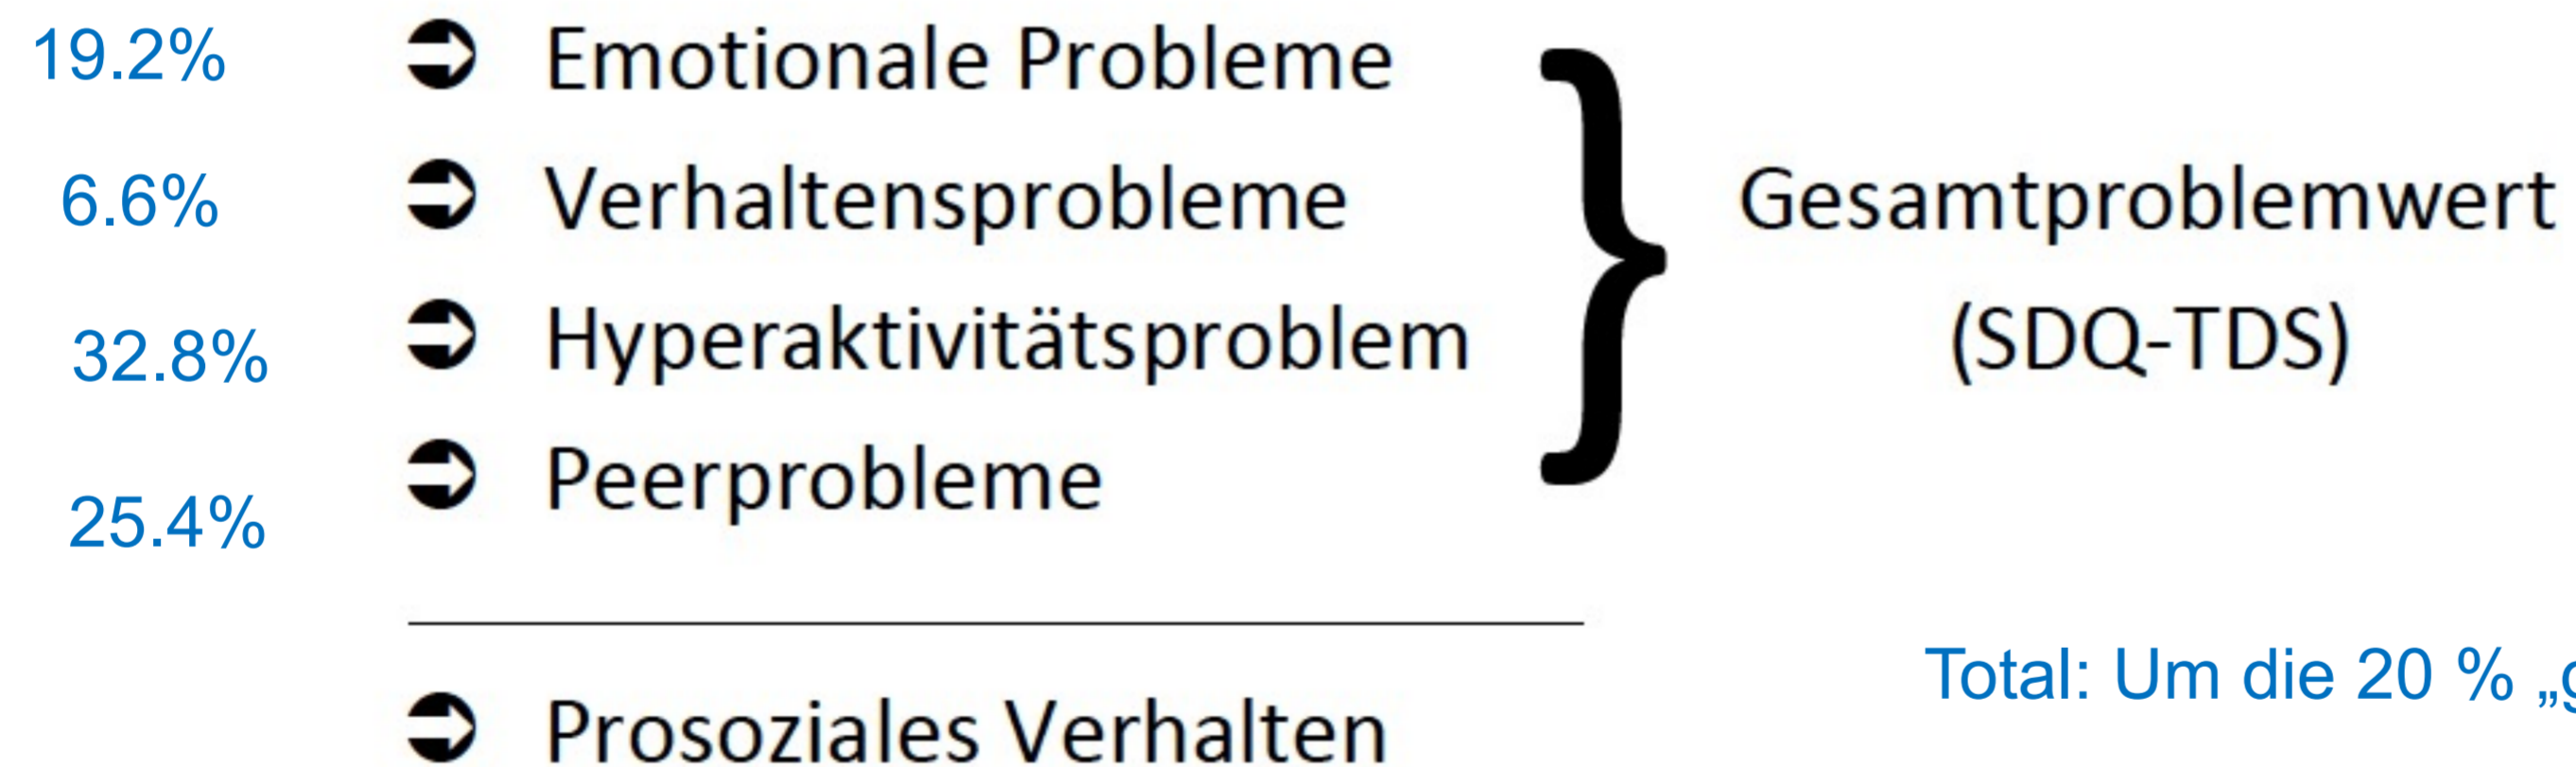 19.2% Emotionale Probleme
6.6% Verhaltensprobleme
32.8% Hyperaktivitätsproblem
25.4% Peerprobleme
Gesamtproblemwert
(SDQ-TDS)
Total: Um die 20 %
Prosoziales Verhalten